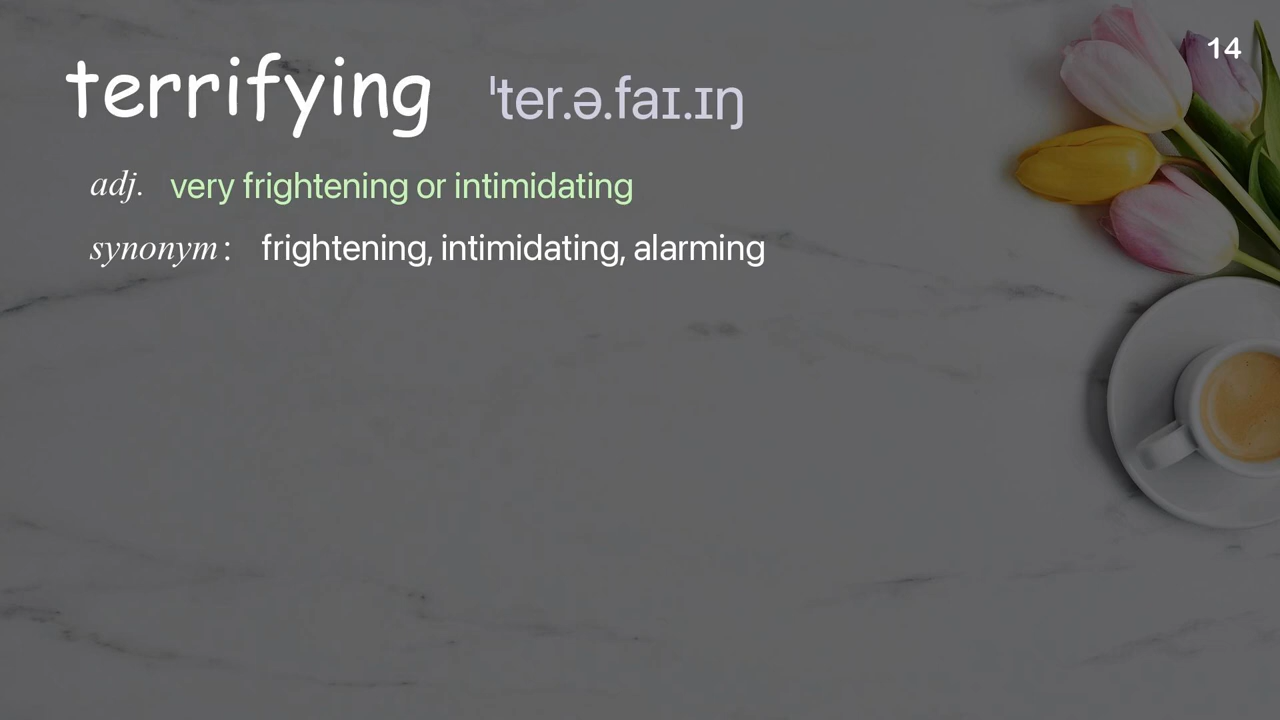 14
terrifying ˈter.ə.faɪ.ɪŋ
adj. very frightening or intimidating
synonym: frightening, intimidating, alarming